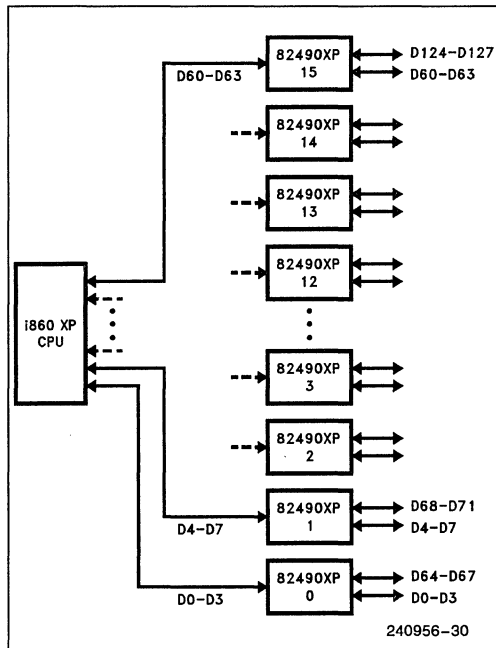 82490XP
15
D124-D127
D60-D63
D60-D63
82490XP
14
82490XP
13
82490XP
12
i860 XP
CPU
82490XP
3
82490XP
2
82490XP
1
D68-D71
D4-D7
D4-D7
82490XP
0
D64-D67
D0-D3
D0-D3
240956-30